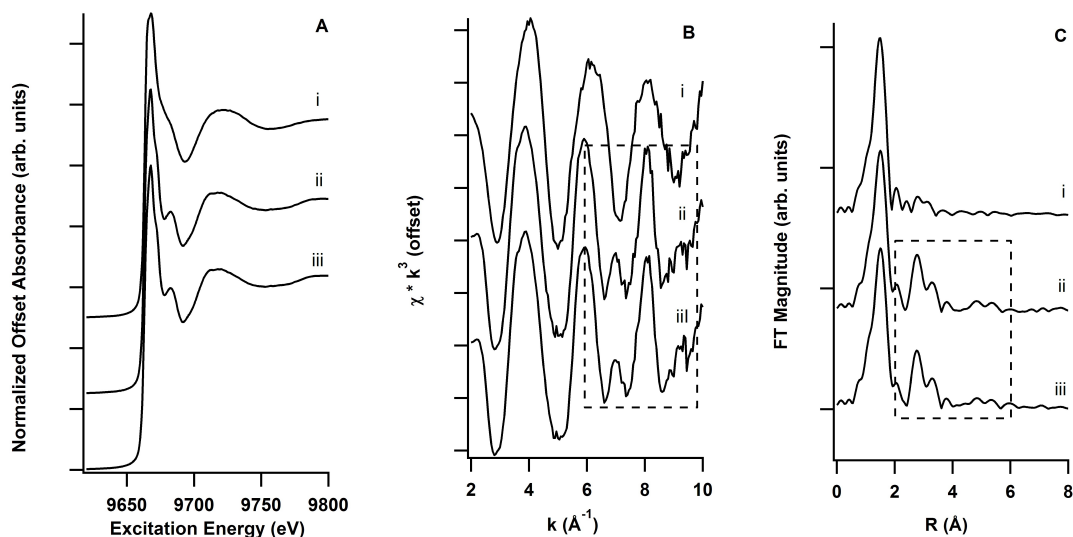 A
i
ii
iii
Normalized Offset Absorbance (arb. units)
9650 9700 9750 9800
Excitation Energy (eV)
B
i
ii
iii
χ * k³ (offset)
2 4 6 8 10
k (Å⁻¹)
C
i
ii
iii
FT Magnitude (arb. units)
0 2 4 6 8
R (Å)